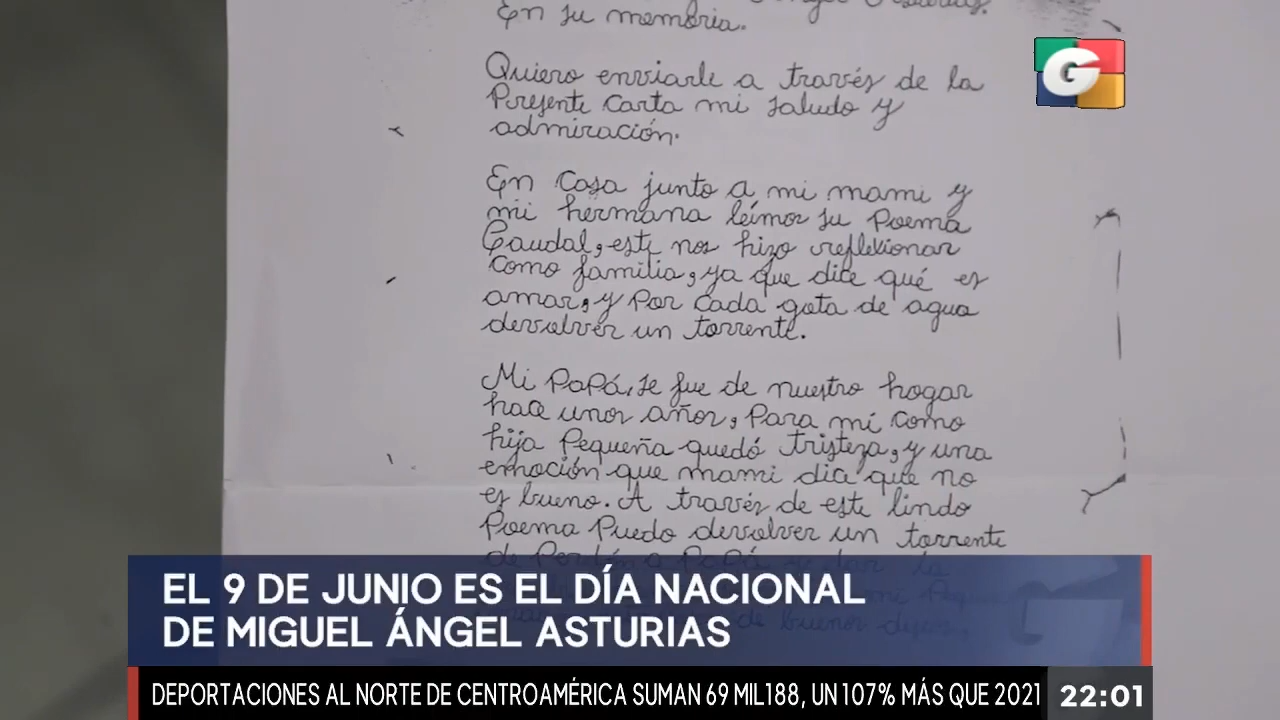 En su memoria.
Quiero enviarle a través de la
Presente Carta mi saludo y
admiración.
En Casa junto a mi mami y
mi hermana leímos su Poema
Caudal, este nos hizo reflexionar
como familia, ya que dice qué es
amar, y Por cada gota de agua
devolver un torrente.
Mi PaPá, se fue de nuestro hogar
hace unos años, Para mí como
hija Pequeña quedó tristeza, y una
emoción que mami dice que no
es bueno. A través de este lindo
Poema Puedo devolver un torrente
de Perdón a PaPá
de buenos
G
EL 9 DE JUNIO ES EL DÍA NACIONAL
DE MIGUEL ÁNGEL ASTURIAS
DEPORTACIONES AL NORTE DE CENTROAMÉRICA SUMAN 69 MIL188, UN 107% MÁS QUE 2021
22:01